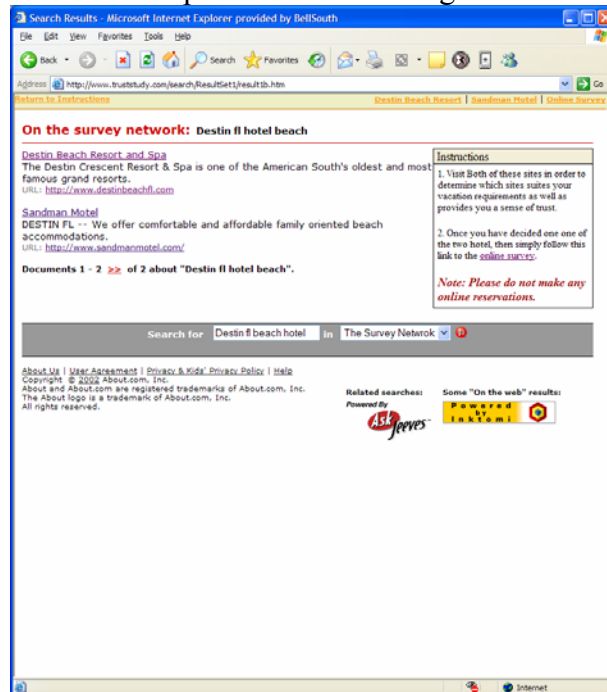 Search Results - Microsoft Internet Explorer provided by BellSouth
File Edit View Favorites Tools Help
Back Search Favorites
Address http://www.truststudy.com/search/ResultSet1/result1b.htm Go
Return to Instructions Destin Beach Resort | Sandman Motel | Online Survey
On the survey network: Destin fl hotel beach
Destin Beach Resort and Spa
The Destin Crescent Resort & Spa is one of the American South's oldest and most
famous grand resorts.
URL: http://www.destinbeachfl.com
Sandman Motel
DESTIN FL -- We offer comfortable and affordable family oriented beach
accommodations.
URL: http://www.sandmanmotel.com/
Documents 1 - 2 >> of 2 about "Destin fl hotel beach".
Instructions
1. Visit Both of these sites in order to
determine which sites suites your
vacation requirements as well as
provides you a sense of trust.
2. Once you have decided one one of
the two hotel, then simply follow this
link to the online survey.
Note: Please do not make any
online reservations.
Search for Destin fl beach hotel in The Survey Netwrok
About Us | User Agreement | Privacy & Kids' Privacy Policy | Help
Copyright © 2002 About.com, Inc.
About and About.com are registered trademarks of About.com, Inc.
The About logo is a trademark of About.com, Inc.
All rights reserved.
Related searches:
Powered By
Ask Jeeves
Some "On the web" results:
Powered
by
Inktomi
Internet